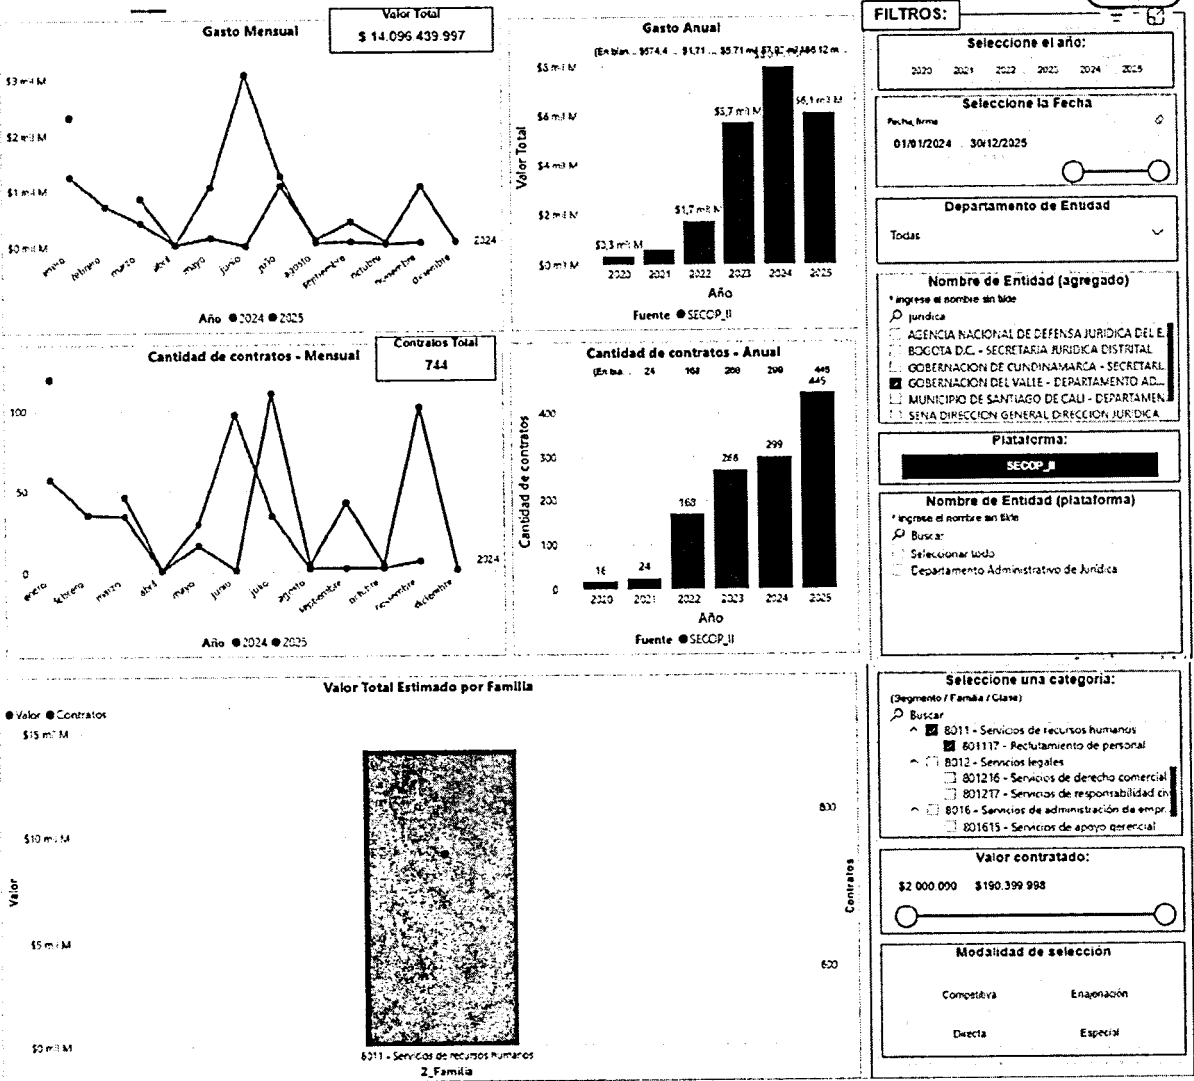 Gasto Mensual
Valor Total
$ 14.096.439.997
$3 mil M
$2 mil M
$1 mil M
$0 mil M
enero
febrero
marzo
abril
mayo
junio
julio
agosto
septiembre
octubre
noviembre
diciembre
2024
Año 2024 2025
Gasto Anual
(En blan... $674,4 ... $1,71 ... $5,71 mil
$8 mil M
$6 mil M
$4 mil M
$2 mil M
$0 mil M
Valor Total
$0,3 mil M
$1,7 mil M
$5,7 mil M
$6,1 mil M
2020 2021 2022 2023 2024 2025
Año
Fuente SECOP_II
FILTROS:
Seleccione el año:
2020 2021 2022 2023 2024 2025
Seleccione la Fecha
Fecha_firma
01/01/2024 30/12/2025
Departamento de Entidad
Todas
Nombre de Entidad (agregado)
* ingrese el nombre sin tilde
juridica
AGENCIA NACIONAL DE DEFENSA JURIDICA DEL E...
BOGOTA D.C. - SECRETARIA JURIDICA DISTRITAL
GOBERNACION DE CUNDINAMARCA - SECRETARI...
GOBERNACION DEL VALLE - DEPARTAMENTO AD...
MUNICIPIO DE SANTIAGO DE CALI - DEPARTAMEN...
SENA DIRECCION GENERAL DIRECCION JURIDICA
Plataforma:
SECOP_II
Nombre de Entidad (plataforma)
* ingrese el nombre sin tilde
Buscar
Seleccionar todo
Departamento Administrativo de Jurídica
Cantidad de contratos - Mensual
Contratos Total
744
100
50
0
enero
febrero
marzo
abril
mayo
junio
julio
agosto
septiembre
octubre
noviembre
diciembre
2024
Año 2024 2025
Cantidad de contratos - Anual
(En bla... 24 168 268 299 445
400
300
200
100
0
Cantidad de contratos
16
24
168
268
299
445
2020 2021 2022 2023 2024 2025
Año
Fuente SECOP_II
Valor Total Estimado por Familia
Valor Contratos
$15 mil M
$10 mil M
$5 mil M
$0 mil M
Valor
800
600
Contratos
8011 - Servicios de recursos humanos
2_Familia
Seleccione una categoria:
(Segmento / Familia / Clase)
Buscar
8011 - Servicios de recursos humanos
801117 - Reclutamiento de personal
8012 - Servicios legales
801216 - Servicios de derecho comercial
801217 - Servicios de responsabilidad civ
8016 - Servicios de administración de empr...
801615 - Servicios de apoyo gerencial
Valor contratado:
$2.000.000 $190.399.998
Modalidad de selección
Competitiva Enajenación
Directa Especial